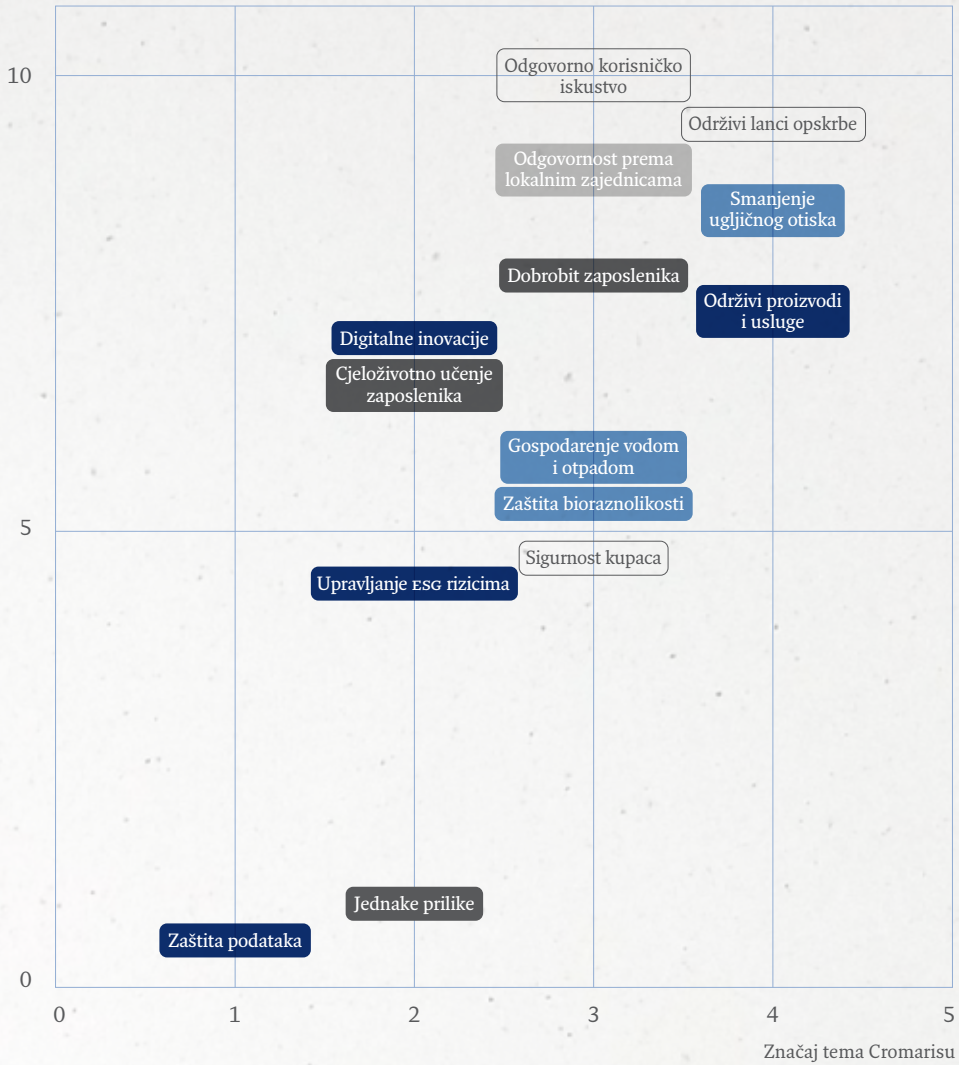 10
Odgovorno korisničko
iskustvo
Održivi lanci opskrbe
Odgovornost prema
lokalnim zajednicama
Smanjenje
ugljičnog otiska
Dobrobit zaposlenika
Održivi proizvodi
i usluge
Digitalne inovacije
Cjeloživotno učenje
zaposlenika
Gospodarenje vodom
i otpadom
Zaštita bioraznolikosti
5
Sigurnost kupaca
Upravljanje ESG rizicima
Jednake prilike
Zaštita podataka
0
0 1 2 3 4 5
Značaj tema Cromarisu